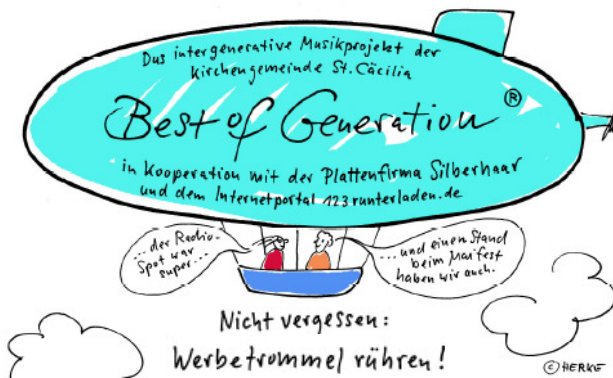 Das intergenerative Musikprojekt der
Kirchengemeinde St. Cäcilia
Best of Generation ®
in Kooperation mit der Plattenfirma Silberhaar
und dem Internetportal 123runterladen.de
...der Radio-
Spot war
super...
...und einen Stand
beim Maifest
haben wir auch.
Nicht vergessen:
Werbetrommel rühren!
© HERKE